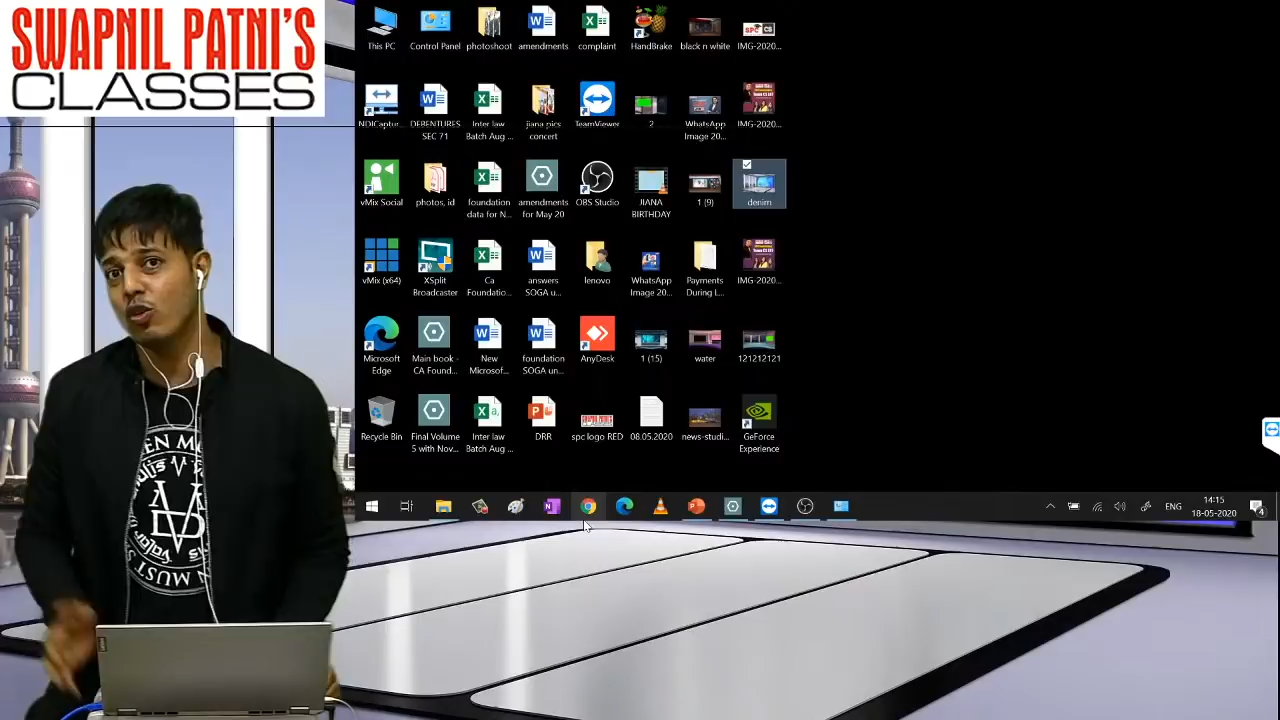 SWAPNIL PATNI'S
CLASSES
This PC
Control Panel
photoshoot
amendments
complaint
HandBrake
black n white
IMG-2020...
NDICaptur...
DEBENTURES
SEC 71
Inter law
Batch Aug ...
jiana pics
concert
TeamViewer
2
WhatsApp
Image 20...
IMG-2020...
vMix Social
photos, id
foundation
data for N...
amendments
for May 20
OBS Studio
JIANA
BIRTHDAY
1 (9)
denim
vMix (x64)
XSplit
Broadcaster
Ca
Foundatio...
answers
SOGA u...
lenovo
WhatsApp
Image 20...
Payments
During L...
IMG-2020...
Microsoft
Edge
Main book -
CA Found...
New
Microsof...
foundation
SOGA un...
AnyDesk
1 (15)
water
121212121
Recycle Bin
Final Volume
5 with Nov...
Inter law
Batch Aug ...
DRR
spc logo RED
08.05.2020
news-studi...
GeForce
Experience
ENG
14:15
18-05-2020